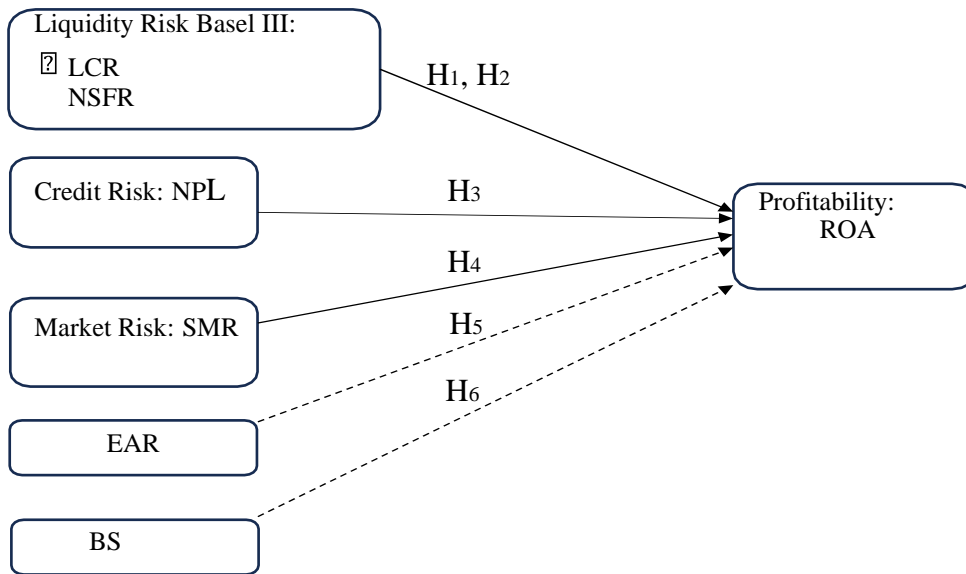 Liquidity Risk Basel III:
LCR
NSFR
H1, H2
Credit Risk: NPL
H3
Profitability:
ROA
H4
Market Risk: SMR
H5
H6
EAR
BS